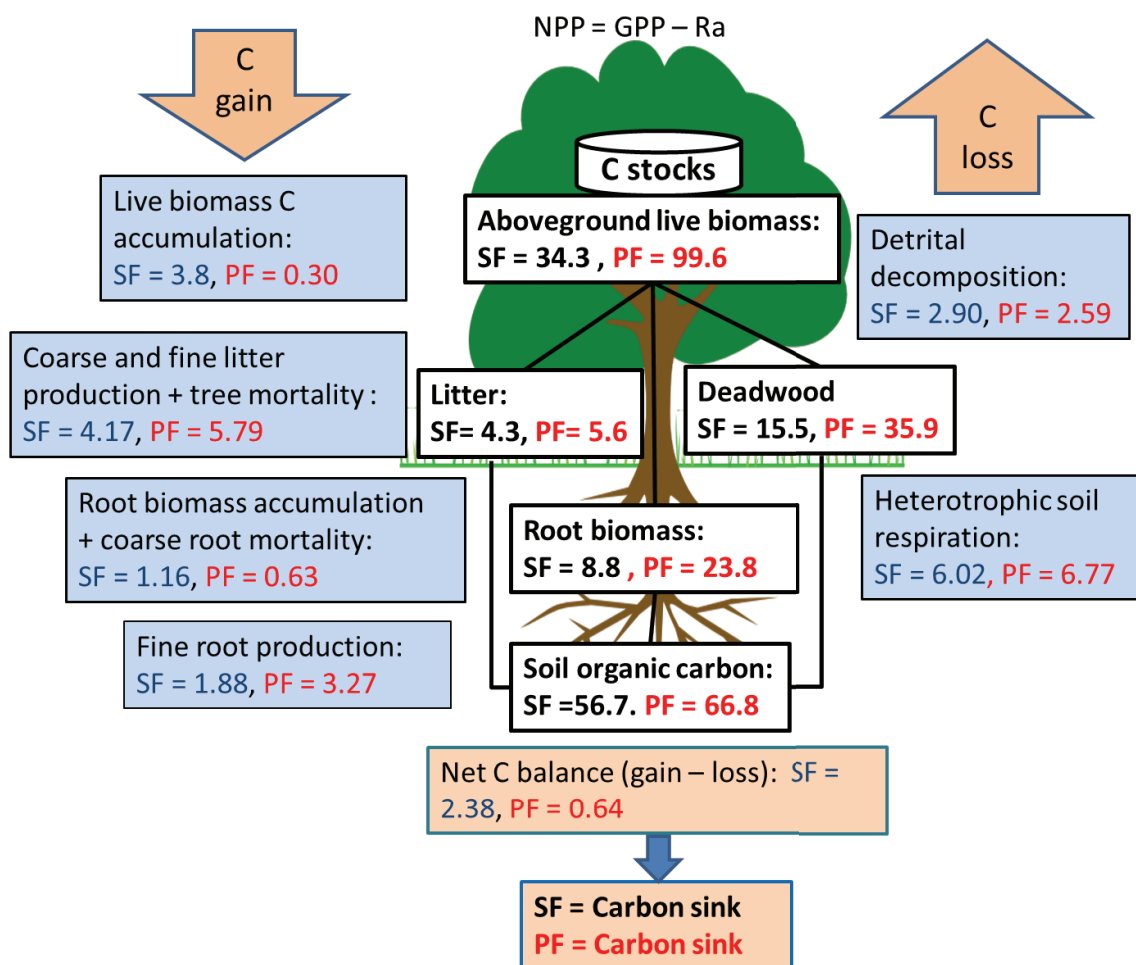 NPP = GPP – Ra
C
gain
C
loss
C stocks
Live biomass C
accumulation:
SF = 3.8, PF = 0.30
Aboveground live biomass:
SF = 34.3 , PF = 99.6
Detrital
decomposition:
SF = 2.90, PF = 2.59
Coarse and fine litter
production + tree mortality :
SF = 4.17, PF = 5.79
Litter:
SF= 4.3, PF= 5.6
Deadwood
SF = 15.5, PF = 35.9
Root biomass accumulation
+ coarse root mortality:
SF = 1.16, PF = 0.63
Root biomass:
SF = 8.8 , PF = 23.8
Heterotrophic soil
respiration:
SF = 6.02, PF = 6.77
Fine root production:
SF = 1.88, PF = 3.27
Soil organic carbon:
SF =56.7. PF = 66.8
Net C balance (gain – loss): SF =
2.38, PF = 0.64
SF = Carbon sink
PF = Carbon sink